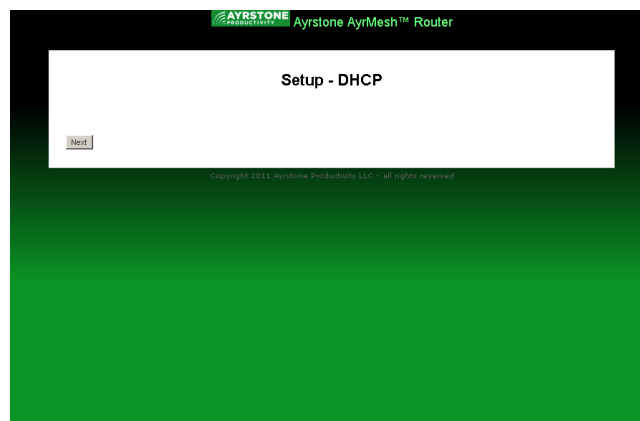 AYRSTONE
PRODUCTIVITY
Ayrstone AyrMesh™ Router
Setup - DHCP
Next
Copyright 2011 Ayrstone Productivity LLC - all rights reserved